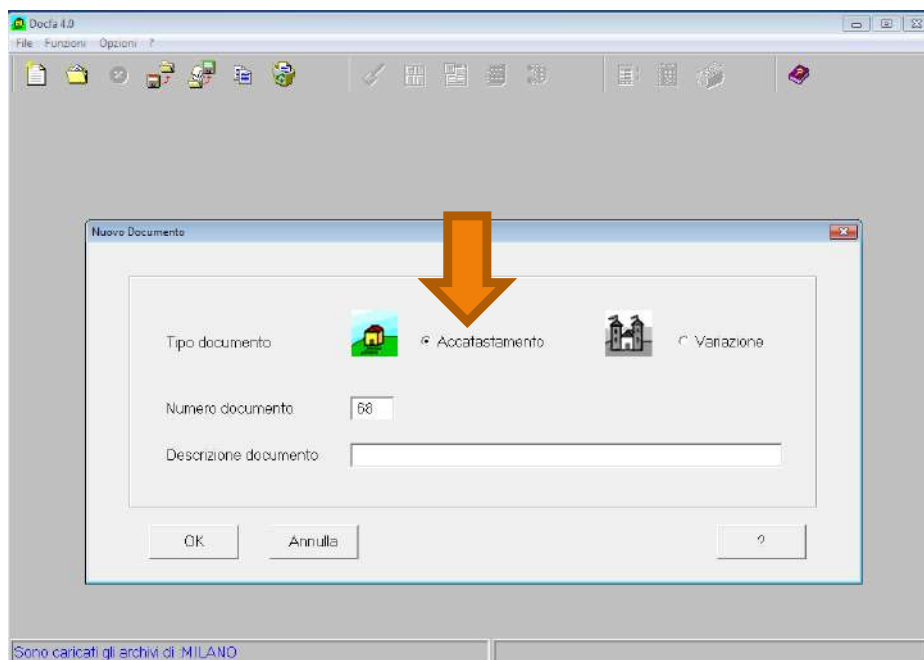 Docfa 4.0
File Funzioni Opzioni ?
Nuovo Documento
Tipo documento Accatastamento Variazione
Numero documento 68
Descrizione documento
OK Annulla ?
Sono caricati gli archivi di :MILANO